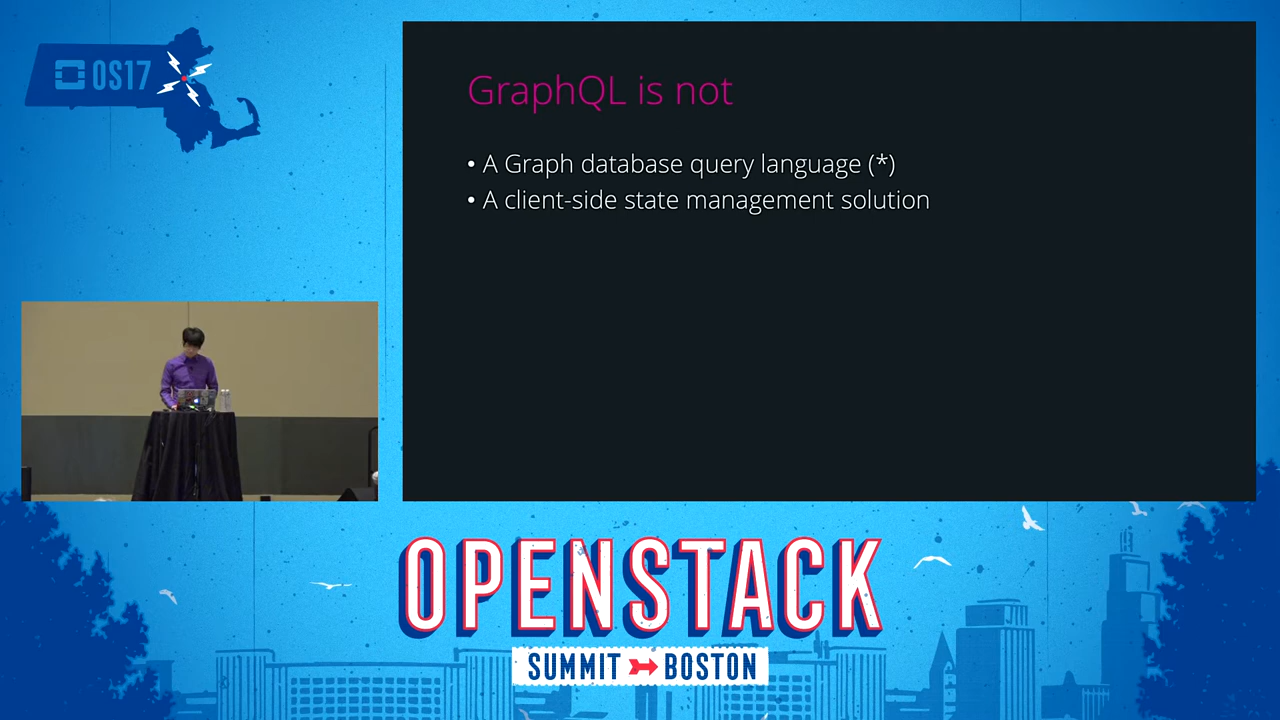 OS17
GraphQL is not
• A Graph database query language (*)
• A client-side state management solution
OPENSTACK
SUMMIT BOSTON